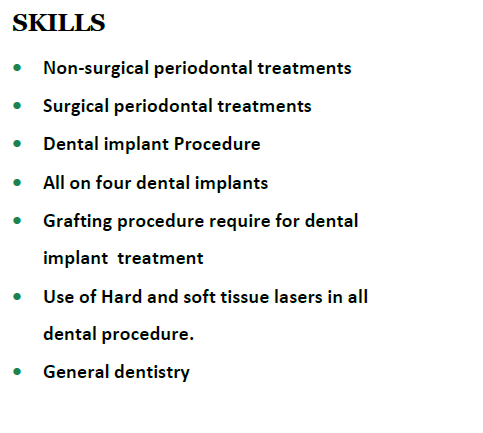 SKILLS
• Non-surgical periodontal treatments
• Surgical periodontal treatments
• Dental implant Procedure
• All on four dental implants
• Grafting procedure require for dental
implant  treatment
• Use of Hard and soft tissue lasers in all
dental procedure.
• General dentistry